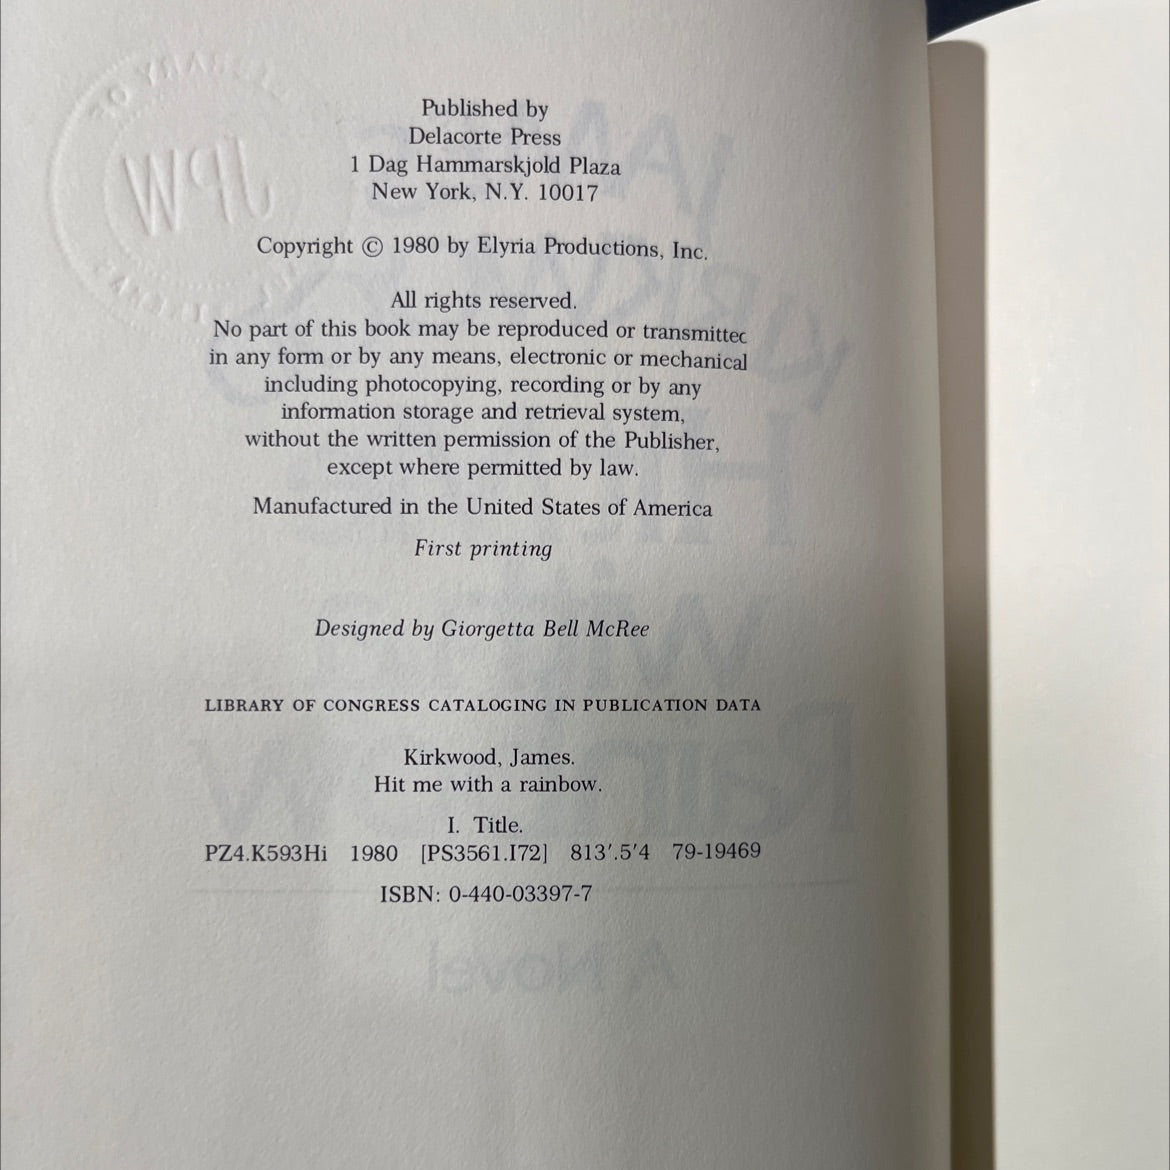 Published by
Delacorte Press
1 Dag Hammarskjold Plaza
New York, N.Y. 10017
Copyright © 1980 by Elyria Productions, Inc.
All rights reserved.
No part of this book may be reproduced or transmitted
in any form or by any means, electronic or mechanical
including photocopying, recording or by any
information storage and retrieval system,
without the written permission of the Publisher,
except where permitted by law.
Manufactured in the United States of America
First printing
Designed by Giorgetta Bell McRee
LIBRARY OF CONGRESS CATALOGING IN PUBLICATION DATA
Kirkwood, James.
Hit me with a rainbow.
I. Title.
PZ4.K593Hi 1980 [PS3561.I72] 813'.5'4 79-19469
ISBN: 0-440-03397-7
JPW
A Novel